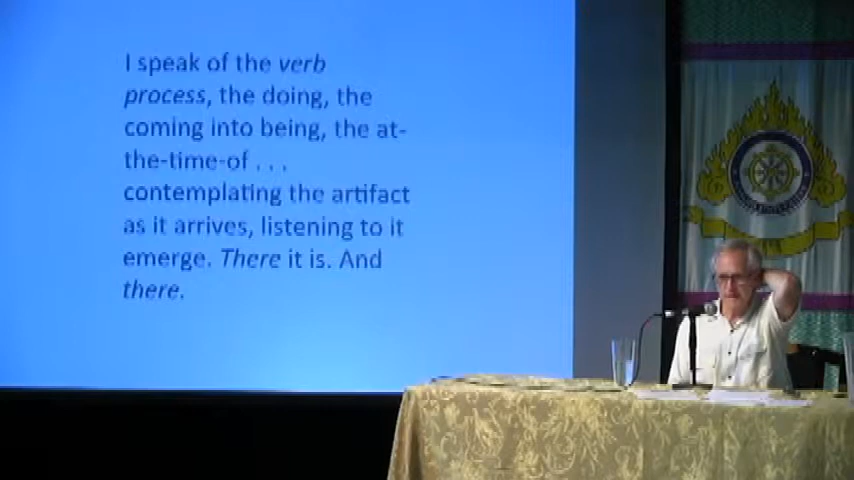 I speak of the verb
process, the doing, the
coming into being, the at-
the-time-of . . .
contemplating the artifact
as it arrives, listening to it
emerge. There it is. And
there.